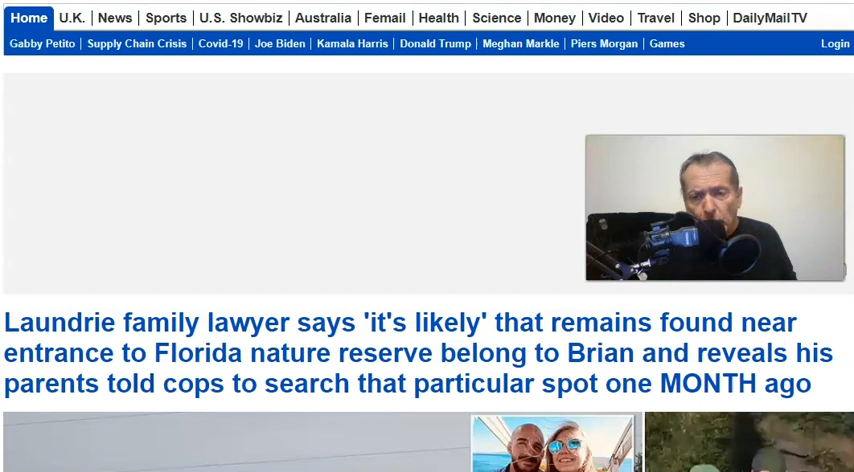 Home U.K. News Sports U.S. Showbiz Australia Femail Health Science Money Video Travel Shop DailyMailTV
Gabby Petito Supply Chain Crisis Covid-19 Joe Biden Kamala Harris Donald Trump Meghan Markle Piers Morgan Games Login
Laundrie family lawyer says 'it's likely' that remains found near
entrance to Florida nature reserve belong to Brian and reveals his
parents told cops to search that particular spot one MONTH ago